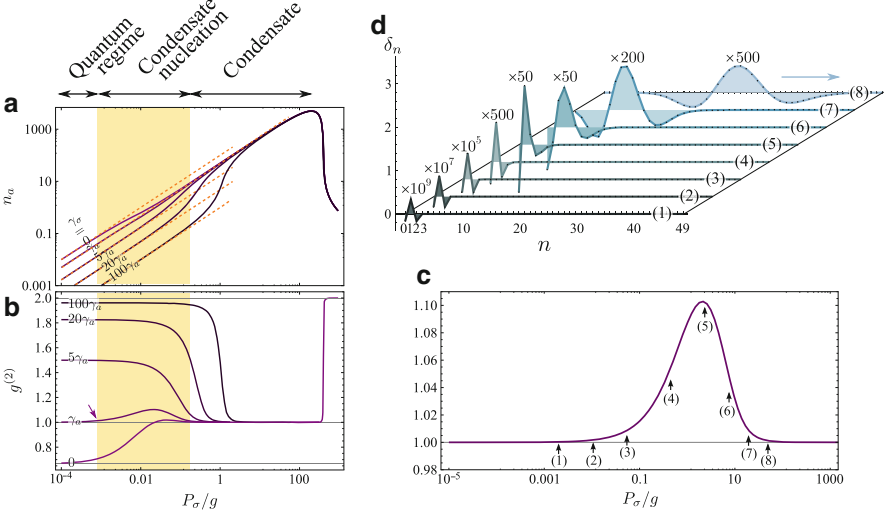 Quantum
regime
Condensate
nucleation
Condensate
a
1000
10
0.1
0.001
n_a
γ_σ = 0
γ_a
5γ_a
20γ_a
100γ_a
b
2.0
1.8
1.6
1.4
1.2
1.0
0.8
g^(2)
100γ_a
20γ_a
5γ_a
γ_a
0
10^-4
0.01
1
100
P_σ/g
d
δ_n
3
2
1
0
×10^9
×10^7
×10^5
×500
×50
×50
×200
×500
(8)
(7)
(6)
(5)
(4)
(3)
(2)
(1)
0123
10
20
30
40
49
n
c
1.10
1.08
1.06
1.04
1.02
1.00
0.98
(1)
(2)
(3)
(4)
(5)
(6)
(7)
(8)
10^-5
0.001
0.1
10
1000
P_σ/g